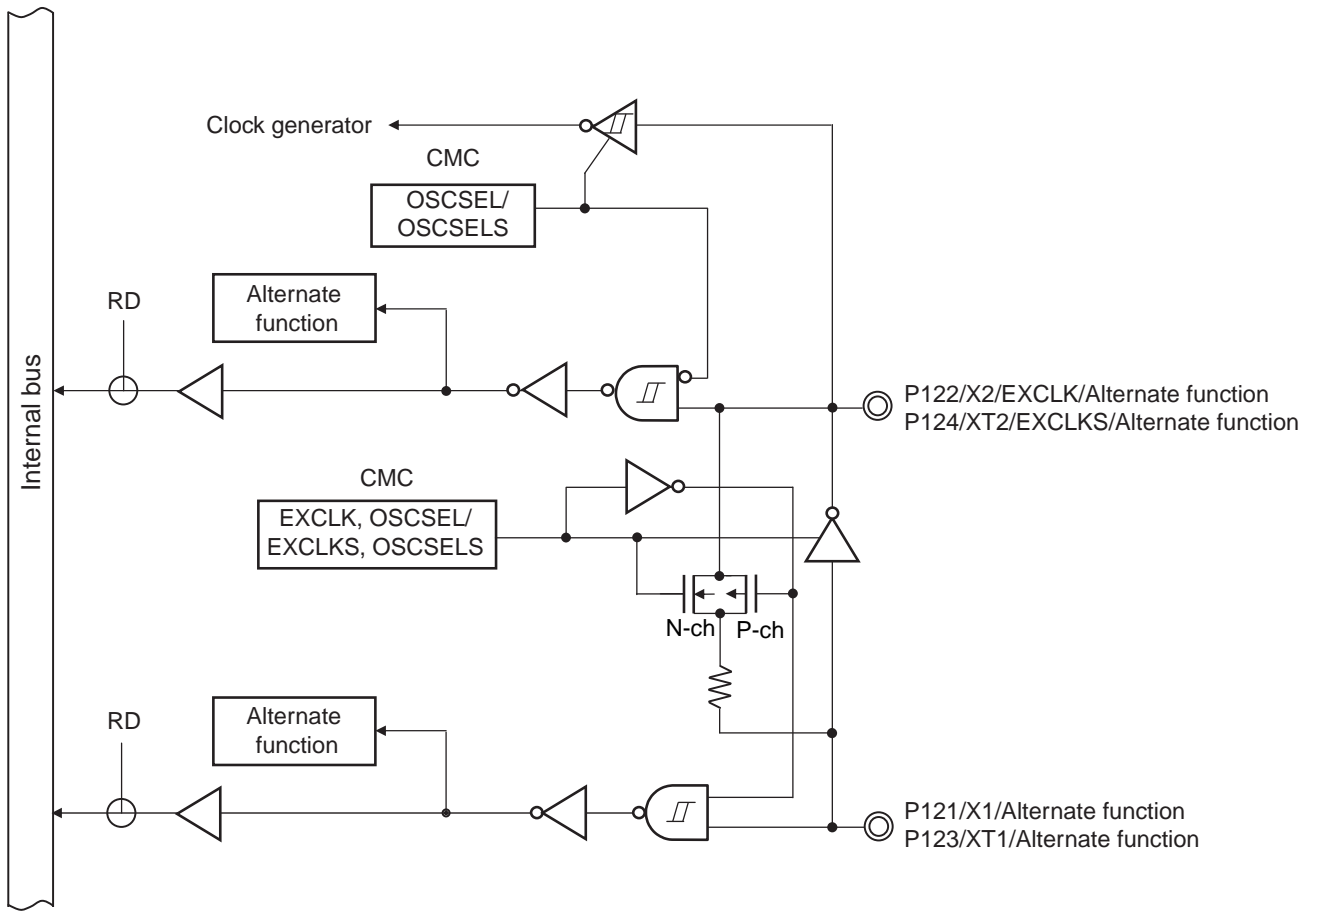 Clock generator
CMC
OSCSEL/
OSCSELS
Alternate
function
RD
Internal bus
P122/X2/EXCLK/Alternate function
P124/XT2/EXCLKS/Alternate function
CMC
EXCLK, OSCSEL/
EXCLKS, OSCSELS
N-ch
P-ch
Alternate
function
RD
P121/X1/Alternate function
P123/XT1/Alternate function